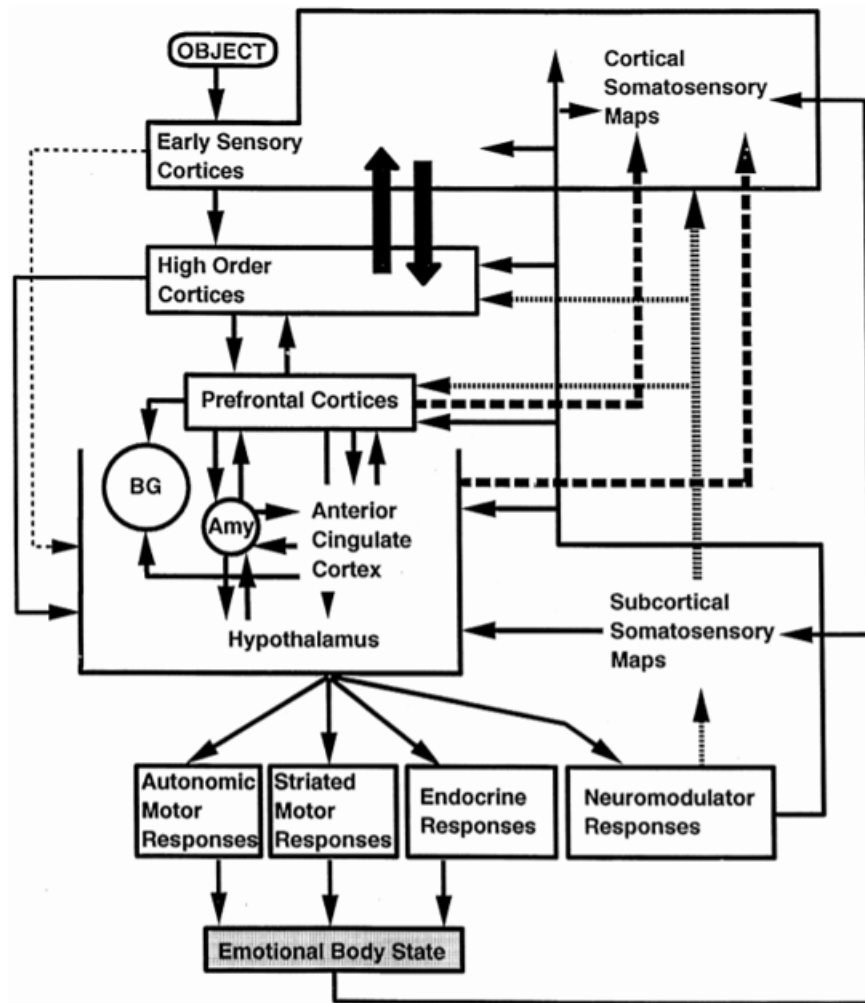 OBJECT
Cortical
Somatosensory
Maps
Early Sensory
Cortices
High Order
Cortices
Prefrontal Cortices
BG
Amy
Anterior
Cingulate
Cortex
Hypothalamus
Subcortical
Somatosensory
Maps
Autonomic
Motor
Responses
Striated
Motor
Responses
Endocrine
Responses
Neuromodulator
Responses
Emotional Body State